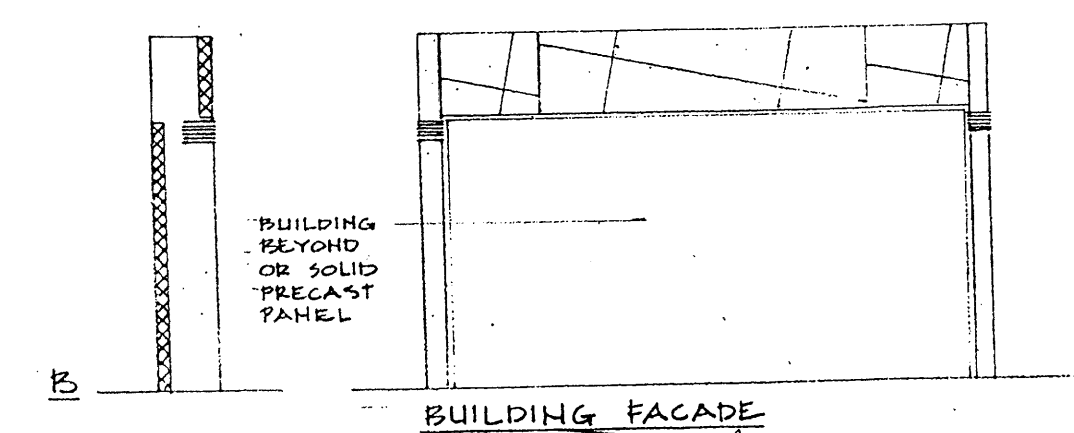 BUILDING
BEYOND
OR SOLID
PRECAST
PANEL
B
BUILDING FACADE